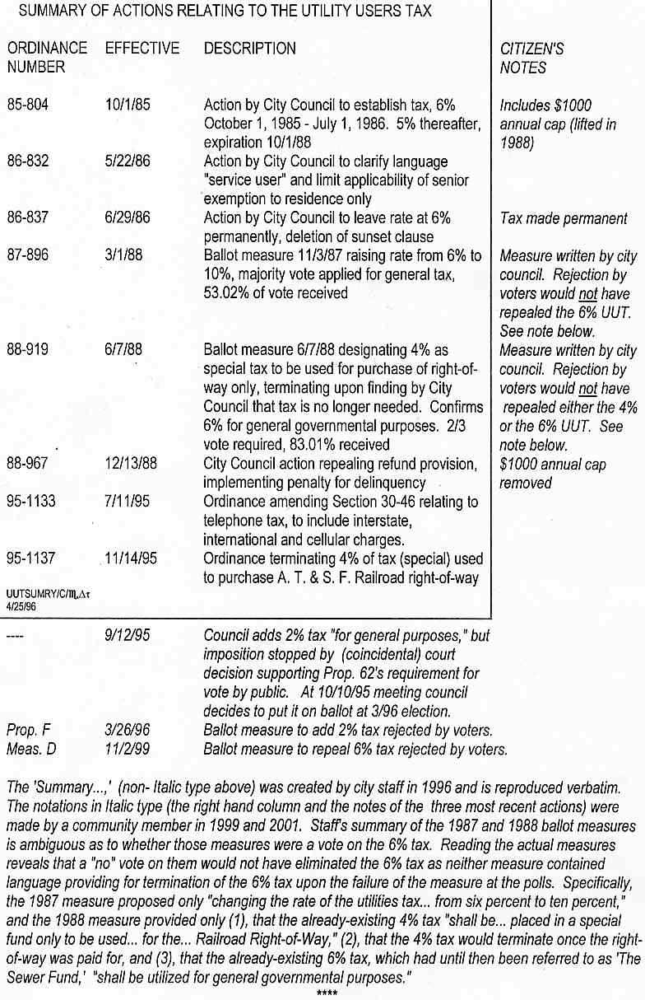 SUMMARY OF ACTIONS RELATING TO THE UTILITY USERS TAX
ORDINANCE EFFECTIVE DESCRIPTION CITIZEN'S
NUMBER NOTES
85-804 10/1/85 Action by City Council to establish tax, 6% Includes $1000
October 1, 1985 - July 1, 1986. 5% thereafter, annual cap (lifted in
expiration 10/1/88 1988)
86-832 5/22/86 Action by City Council to clarify language
"service user" and limit applicability of senior
exemption to residence only
86-837 6/29/86 Action by City Council to leave rate at 6% Tax made permanent
permanently, deletion of sunset clause
87-896 3/1/88 Ballot measure 11/3/87 raising rate from 6% to Measure written by city
10%, majority vote applied for general tax, council. Rejection by
53.02% of vote received voters would not have
repealed the 6% UUT.
See note below.
88-919 6/7/88 Ballot measure 6/7/88 designating 4% as Measure written by city
special tax to be used for purchase of right-of- council. Rejection by
way only, terminating upon finding by City voters would not have
Council that tax is no longer needed. Confirms repealed either the 4%
6% for general governmental purposes. 2/3 or the 6% UUT. See
vote required, 83.01% received note below.
88-967 12/13/88 City Council action repealing refund provision, $1000 annual cap
implementing penalty for delinquency removed
95-1133 7/11/95 Ordinance amending Section 30-46 relating to
telephone tax, to include interstate,
international and cellular charges.
95-1137 11/14/95 Ordinance terminating 4% of tax (special) used
to purchase A. T. & S. F. Railroad right-of-way
UUTSUMRY/C/
4/25/96
---- 9/12/95 Council adds 2% tax "for general purposes," but
imposition stopped by (coincidental) court
decision supporting Prop. 62's requirement for
vote by public. At 10/10/95 meeting council
decides to put it on ballot at 3/96 election.
Prop. F 3/26/96 Ballot measure to add 2% tax rejected by voters.
Meas. D 11/2/99 Ballot measure to repeal 6% tax rejected by voters.
The 'Summary...,' (non- Italic type above) was created by city staff in 1996 and is reproduced verbatim.
The notations in Italic type (the right hand column and the notes of the three most recent actions) were
made by a community member in 1999 and 2001. Staff's summary of the 1987 and 1988 ballot measures
is ambiguous as to whether those measures were a vote on the 6% tax. Reading the actual measures
reveals that a "no" vote on them would not have eliminated the 6% tax as neither measure contained
language providing for termination of the 6% tax upon the failure of the measure at the polls. Specifically,
the 1987 measure proposed only "changing the rate of the utilities tax... from six percent to ten percent,"
and the 1988 measure provided only (1), that the already-existing 4% tax "shall be... placed in a special
fund only to be used... for the... Railroad Right-of-Way," (2), that the 4% tax would terminate once the right-
of-way was paid for, and (3), that the already-existing 6% tax, which had until then been referred to as 'The
Sewer Fund,' "shall be utilized for general governmental purposes."
****